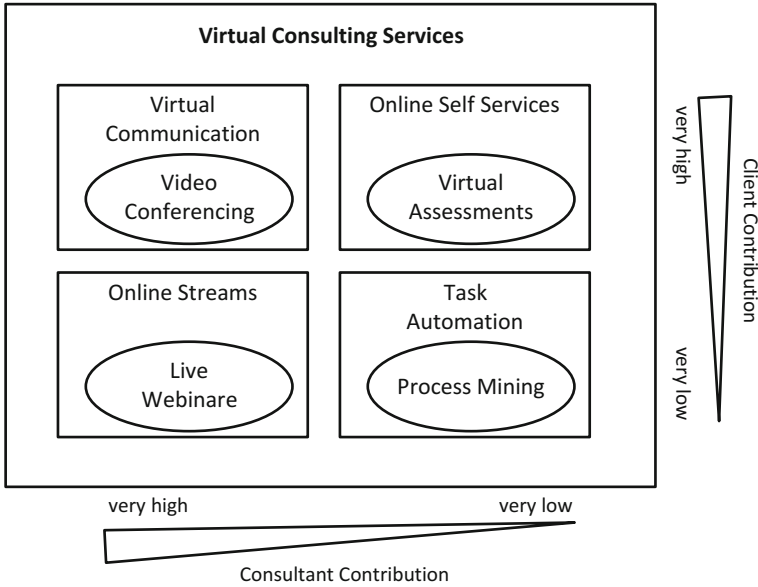 Virtual Consulting Services
Virtual
Communication
Video
Conferencing
Online Self Services
Virtual
Assessments
Online Streams
Live
Webinare
Task
Automation
Process Mining
very high
very low
Client Contribution
very high
very low
Consultant Contribution